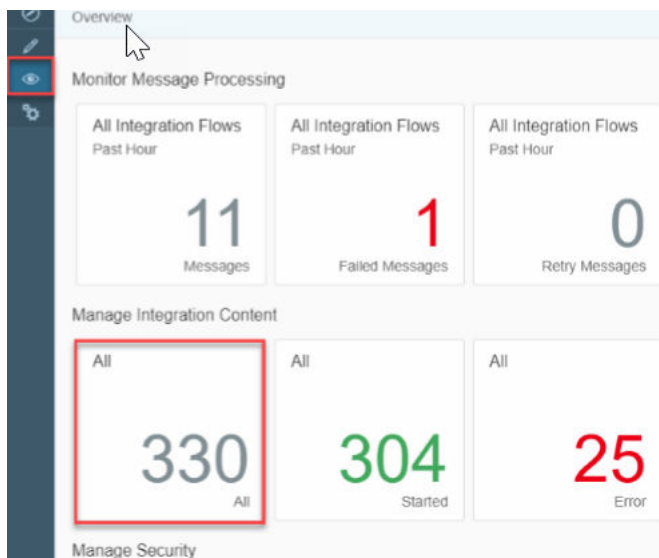 Overview
Monitor Message Processing
All Integration Flows
Past Hour
11
Messages
All Integration Flows
Past Hour
1
Failed Messages
All Integration Flows
Past Hour
0
Retry Messages
Manage Integration Content
All
330
All
All
304
Started
All
25
Error
Manage Security